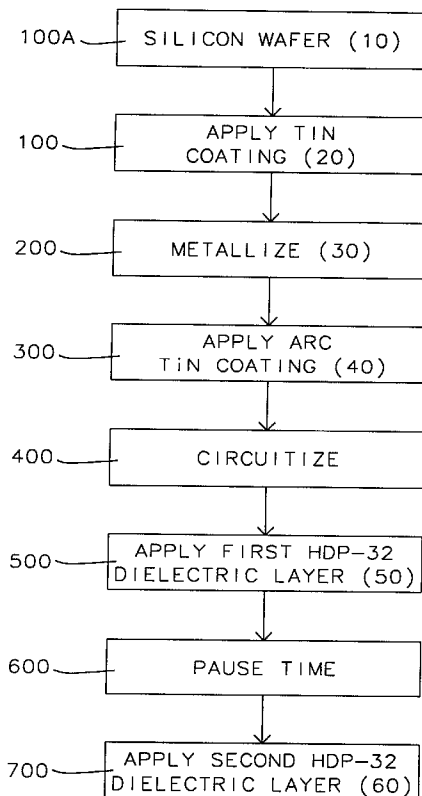 100A SILICON WAFER (10)
100 APPLY TIN
COATING (20)
200 METALLIZE (30)
300 APPLY ARC
TiN COATING (40)
400 CIRCUITIZE
500 APPLY FIRST HDP-32
DIELECTRIC LAYER (50)
600 PAUSE TIME
700 APPLY SECOND HDP-32
DIELECTRIC LAYER (60)